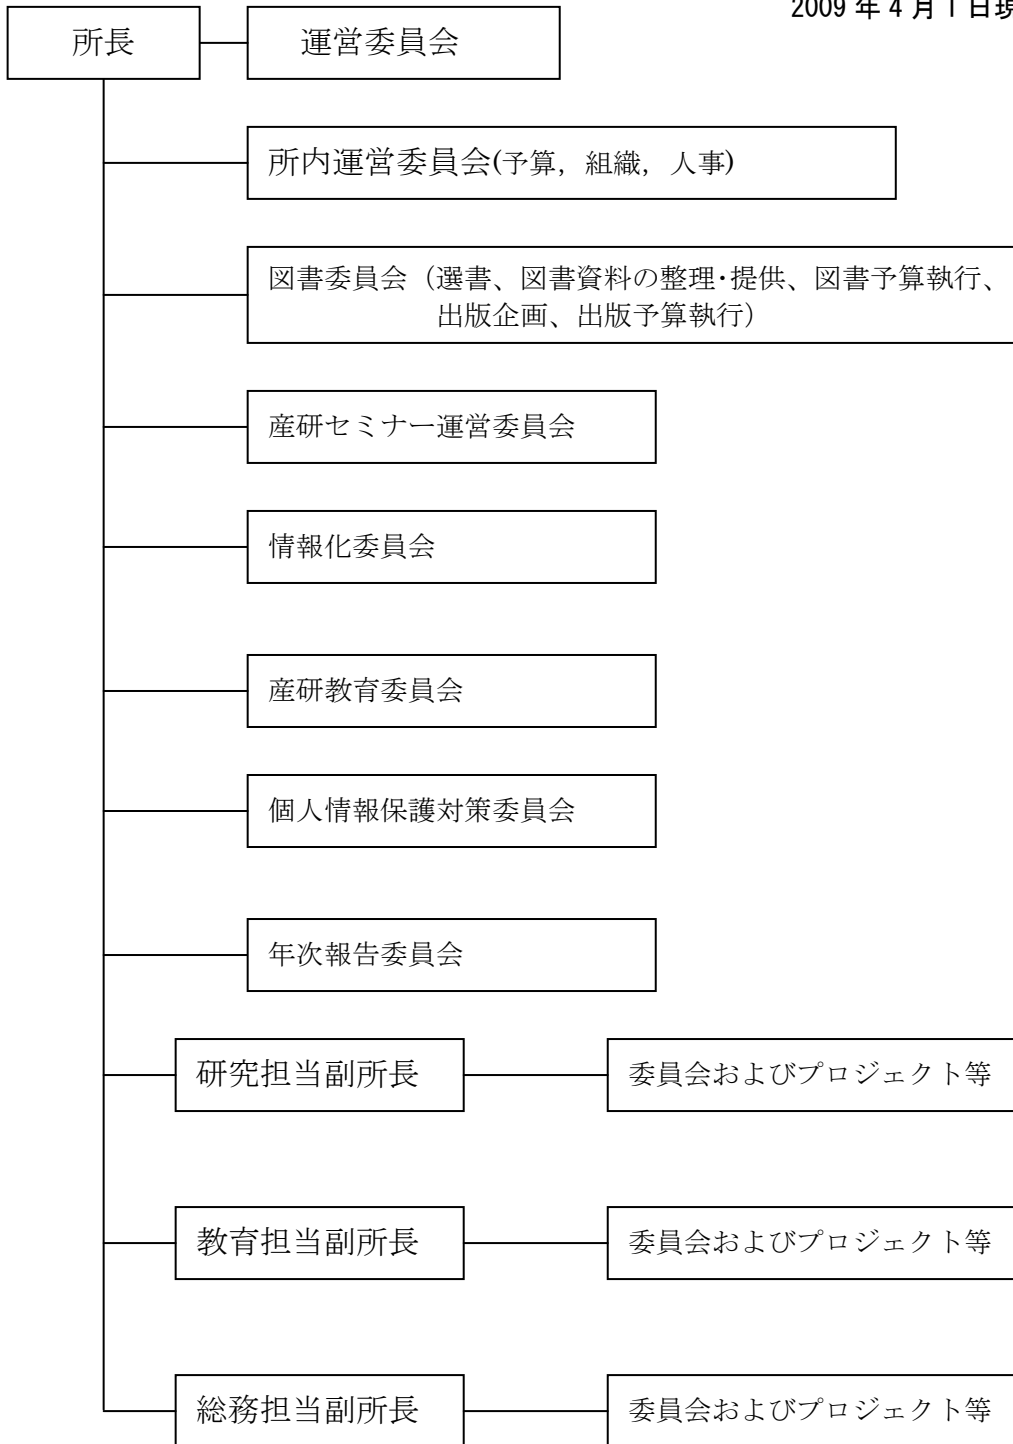 2009 年 4 月 1 日現
所長
運営委員会
所内運営委員会(予算，組織，人事)
図書委員会（選書、図書資料の整理・提供、図書予算執行、
出版企画、出版予算執行）
産研セミナー運営委員会
情報化委員会
産研教育委員会
個人情報保護対策委員会
年次報告委員会
研究担当副所長
委員会およびプロジェクト等
教育担当副所長
委員会およびプロジェクト等
総務担当副所長
委員会およびプロジェクト等